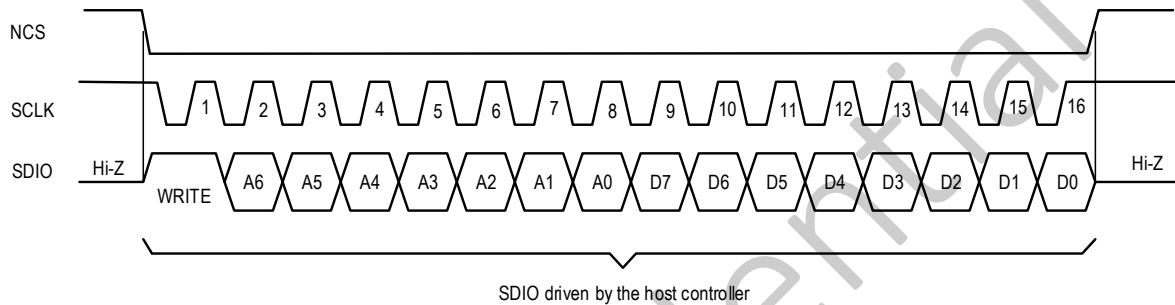 NCS
SCLK 1 2 3 4 5 6 7 8 9 10 11 12 13 14 15 16
SDIO Hi-Z WRITE A6 A5 A4 A3 A2 A1 A0 D7 D6 D5 D4 D3 D2 D1 D0 Hi-Z
SDIO driven by the host controller